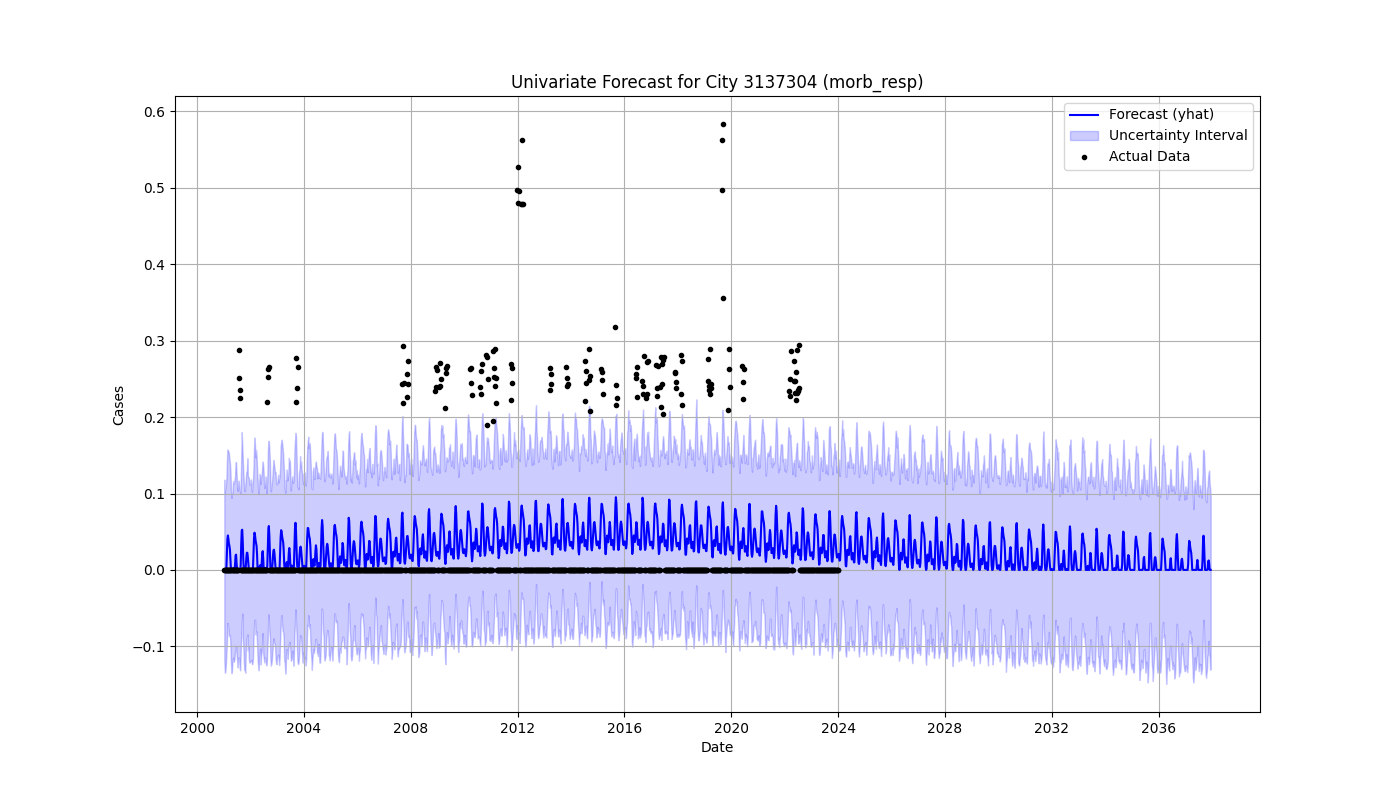 Univariate Forecast for City 3137304 (morb_resp)
Forecast (yhat)
Uncertainty Interval
Actual Data
Cases
0.6
0.5
0.4
0.3
0.2
0.1
0.0
−0.1
2000 2004 2008 2012 2016 2020 2024 2028 2032 2036
Date